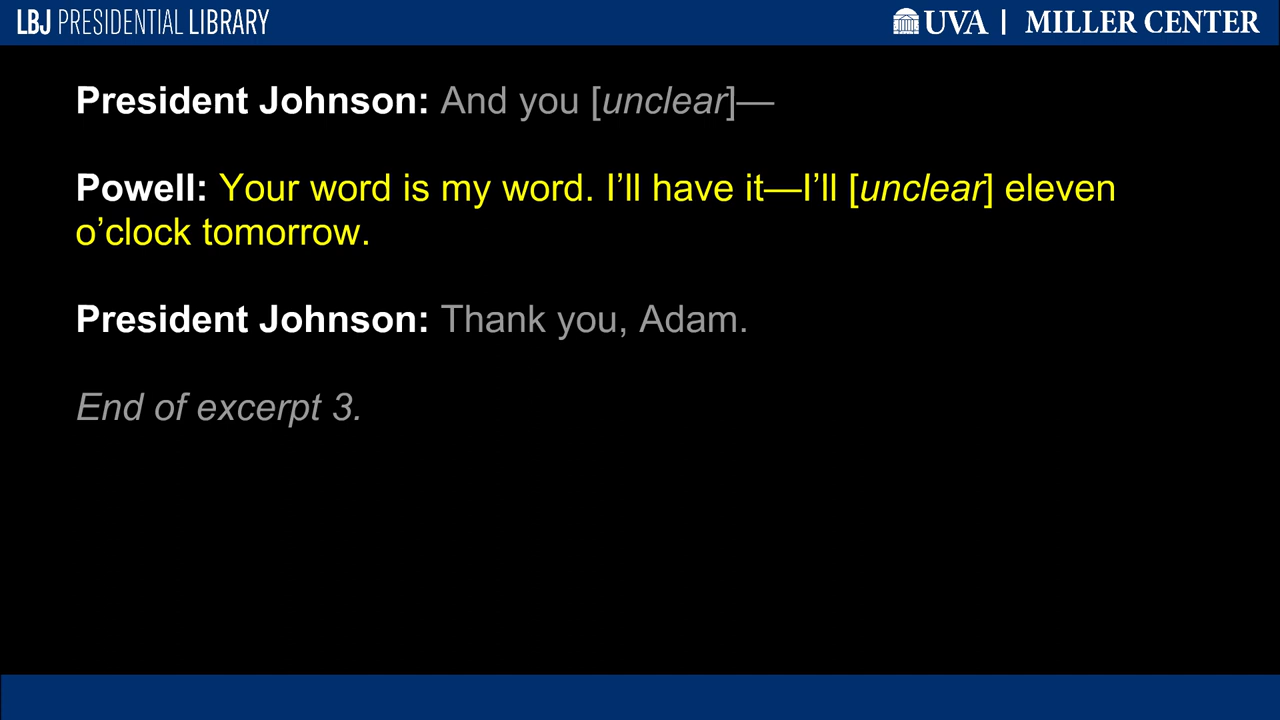 LBJ PRESIDENTIAL LIBRARY
UVA | MILLER CENTER
President Johnson: And you [unclear]—
Powell: Your word is my word. I’ll have it—I’ll [unclear] eleven
o’clock tomorrow.
President Johnson: Thank you, Adam.
End of excerpt 3.